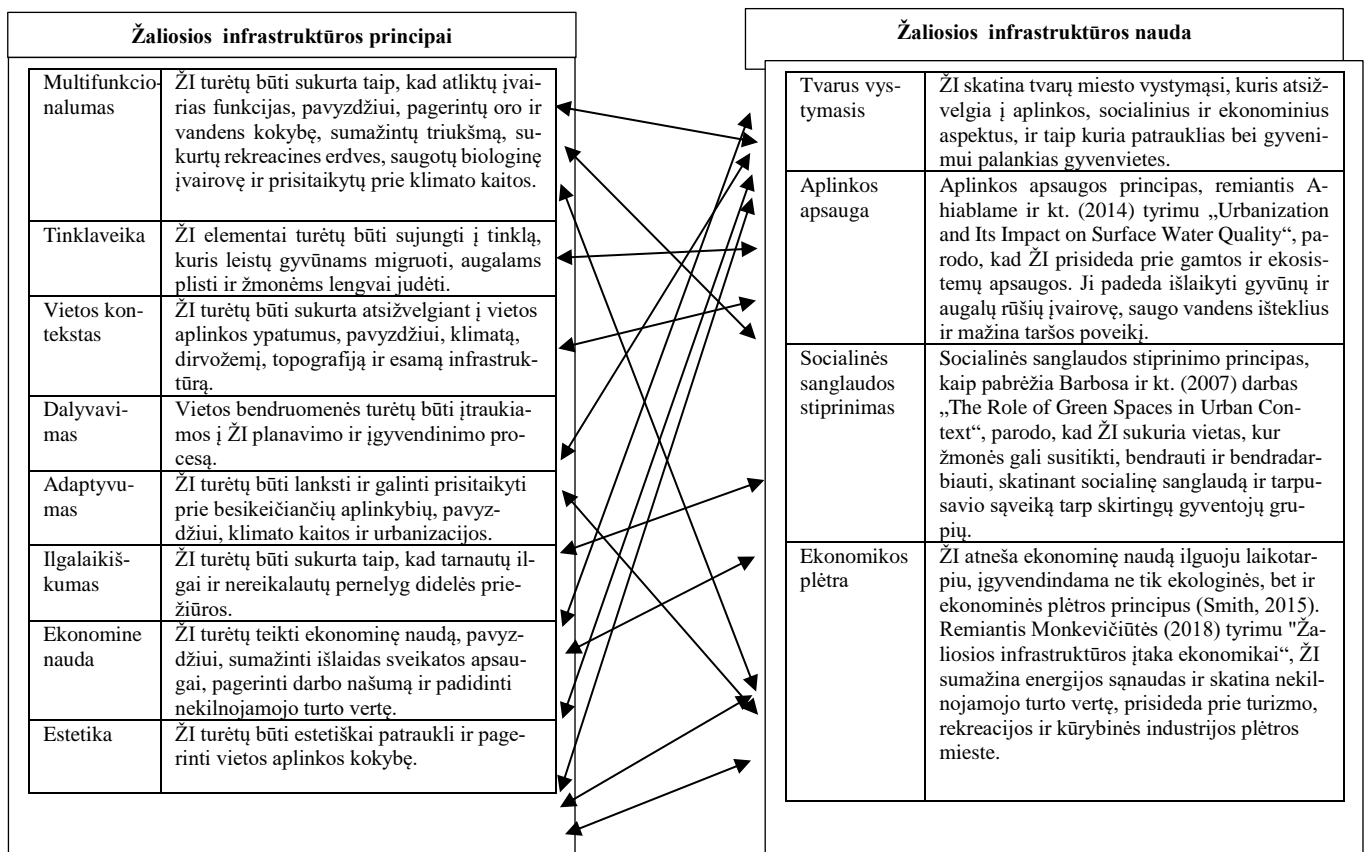 Žaliosios infrastruktūros principai
Multifunkcio-
nalumas
ŽI turėtų būti sukurta taip, kad atliktų įvai-
rias funkcijas, pavyzdžiui, pagerintų oro ir
vandens kokybę, sumažintų triukšmą, su-
kurtų rekreacines erdves, saugotų biologinę
įvairovę ir prisitaikytų prie klimato kaitos.
Tinklaveika
ŽI elementai turėtų būti sujungti į tinklą,
kuris leistų gyvūnams migruoti, augalams
plisti ir žmonėms lengvai judėti.
Vietos kon-
tekstas
ŽI turėtų būti sukurta atsižvelgiant į vietos
aplinkos ypatumus, pavyzdžiui, klimatą,
dirvožemį, topografiją ir esamą infrastruk-
tūrą.
Dalyvavi-
mas
Vietos bendruomenės turėtų būti įtraukia-
mos į ŽI planavimo ir įgyvendinimo pro-
cesą.
Adaptyvu-
mas
ŽI turėtų būti lanksti ir galinti prisitaikyti
prie besikeičiančių aplinkybių, pavyz-
džiui, klimato kaitos ir urbanizacijos.
Ilgalaikiš-
kumas
ŽI turėtų būti sukurta taip, kad tarnautų il-
gai ir nereikalautų pernelyg didelės prie-
žiūros.
Ekonomine
nauda
ŽI turėtų teikti ekonominę naudą, pavyz-
džiui, sumažinti išlaidas sveikatos apsau-
gai, pagerinti darbo našumą ir padidinti
nekilnojamojo turto vertę.
Estetika
ŽI turėtų būti estetiškai patraukli ir page-
rinti vietos aplinkos kokybę.
Žaliosios infrastruktūros nauda
Tvarus vys-
tymasis
ŽI skatina tvarų miesto vystymąsi, kuris atsiž-
velgia į aplinkos, socialinius ir ekonominius
aspektus, ir taip kuria patrauklias bei gyveni-
mui palankias gyvenvietes.
Aplinkos
apsauga
Aplinkos apsaugos principas, remiantis A-
hiablame ir kt. (2014) tyrimu „Urbanization
and Its Impact on Surface Water Quality“, pa-
rodo, kad ŽI prisideda prie gamtos ir ekosis-
temų apsaugos. Ji padeda išlaikyti gyvūnų ir
augalų rūšių įvairovę, saugo vandens išteklius
ir mažina taršos poveikį.
Socialinės
sanglaudos
stiprinimas
Socialinės sanglaudos stiprinimo principas,
kaip pabrėžia Barbosa ir kt. (2007) darbas
„The Role of Green Spaces in Urban Con-
text“, parodo, kad ŽI sukuria vietas, kur
žmonės gali susitikti, bendrauti ir bendradar-
biauti, skatinant socialinę sanglaudą ir tarpu-
savio sąveiką tarp skirtingų gyventojų gru-
pių.
Ekonomikos
plėtra
ŽI atneša ekonominę naudą ilguoju laikotar-
piu, įgyvendindama ne tik ekologinės, bet ir
ekonominės plėtros principus (Smith, 2015).
Remiantis Monkevičiūtės (2018) tyrimu "Ža-
liosios infrastruktūros įtaka ekonomikai“, ŽI
sumažina energijos sąnaudas ir skatina nekil-
nojamojo turto vertę, prisideda prie turizmo,
rekreacijos ir kūrybinės industrijos plėtros
mieste.